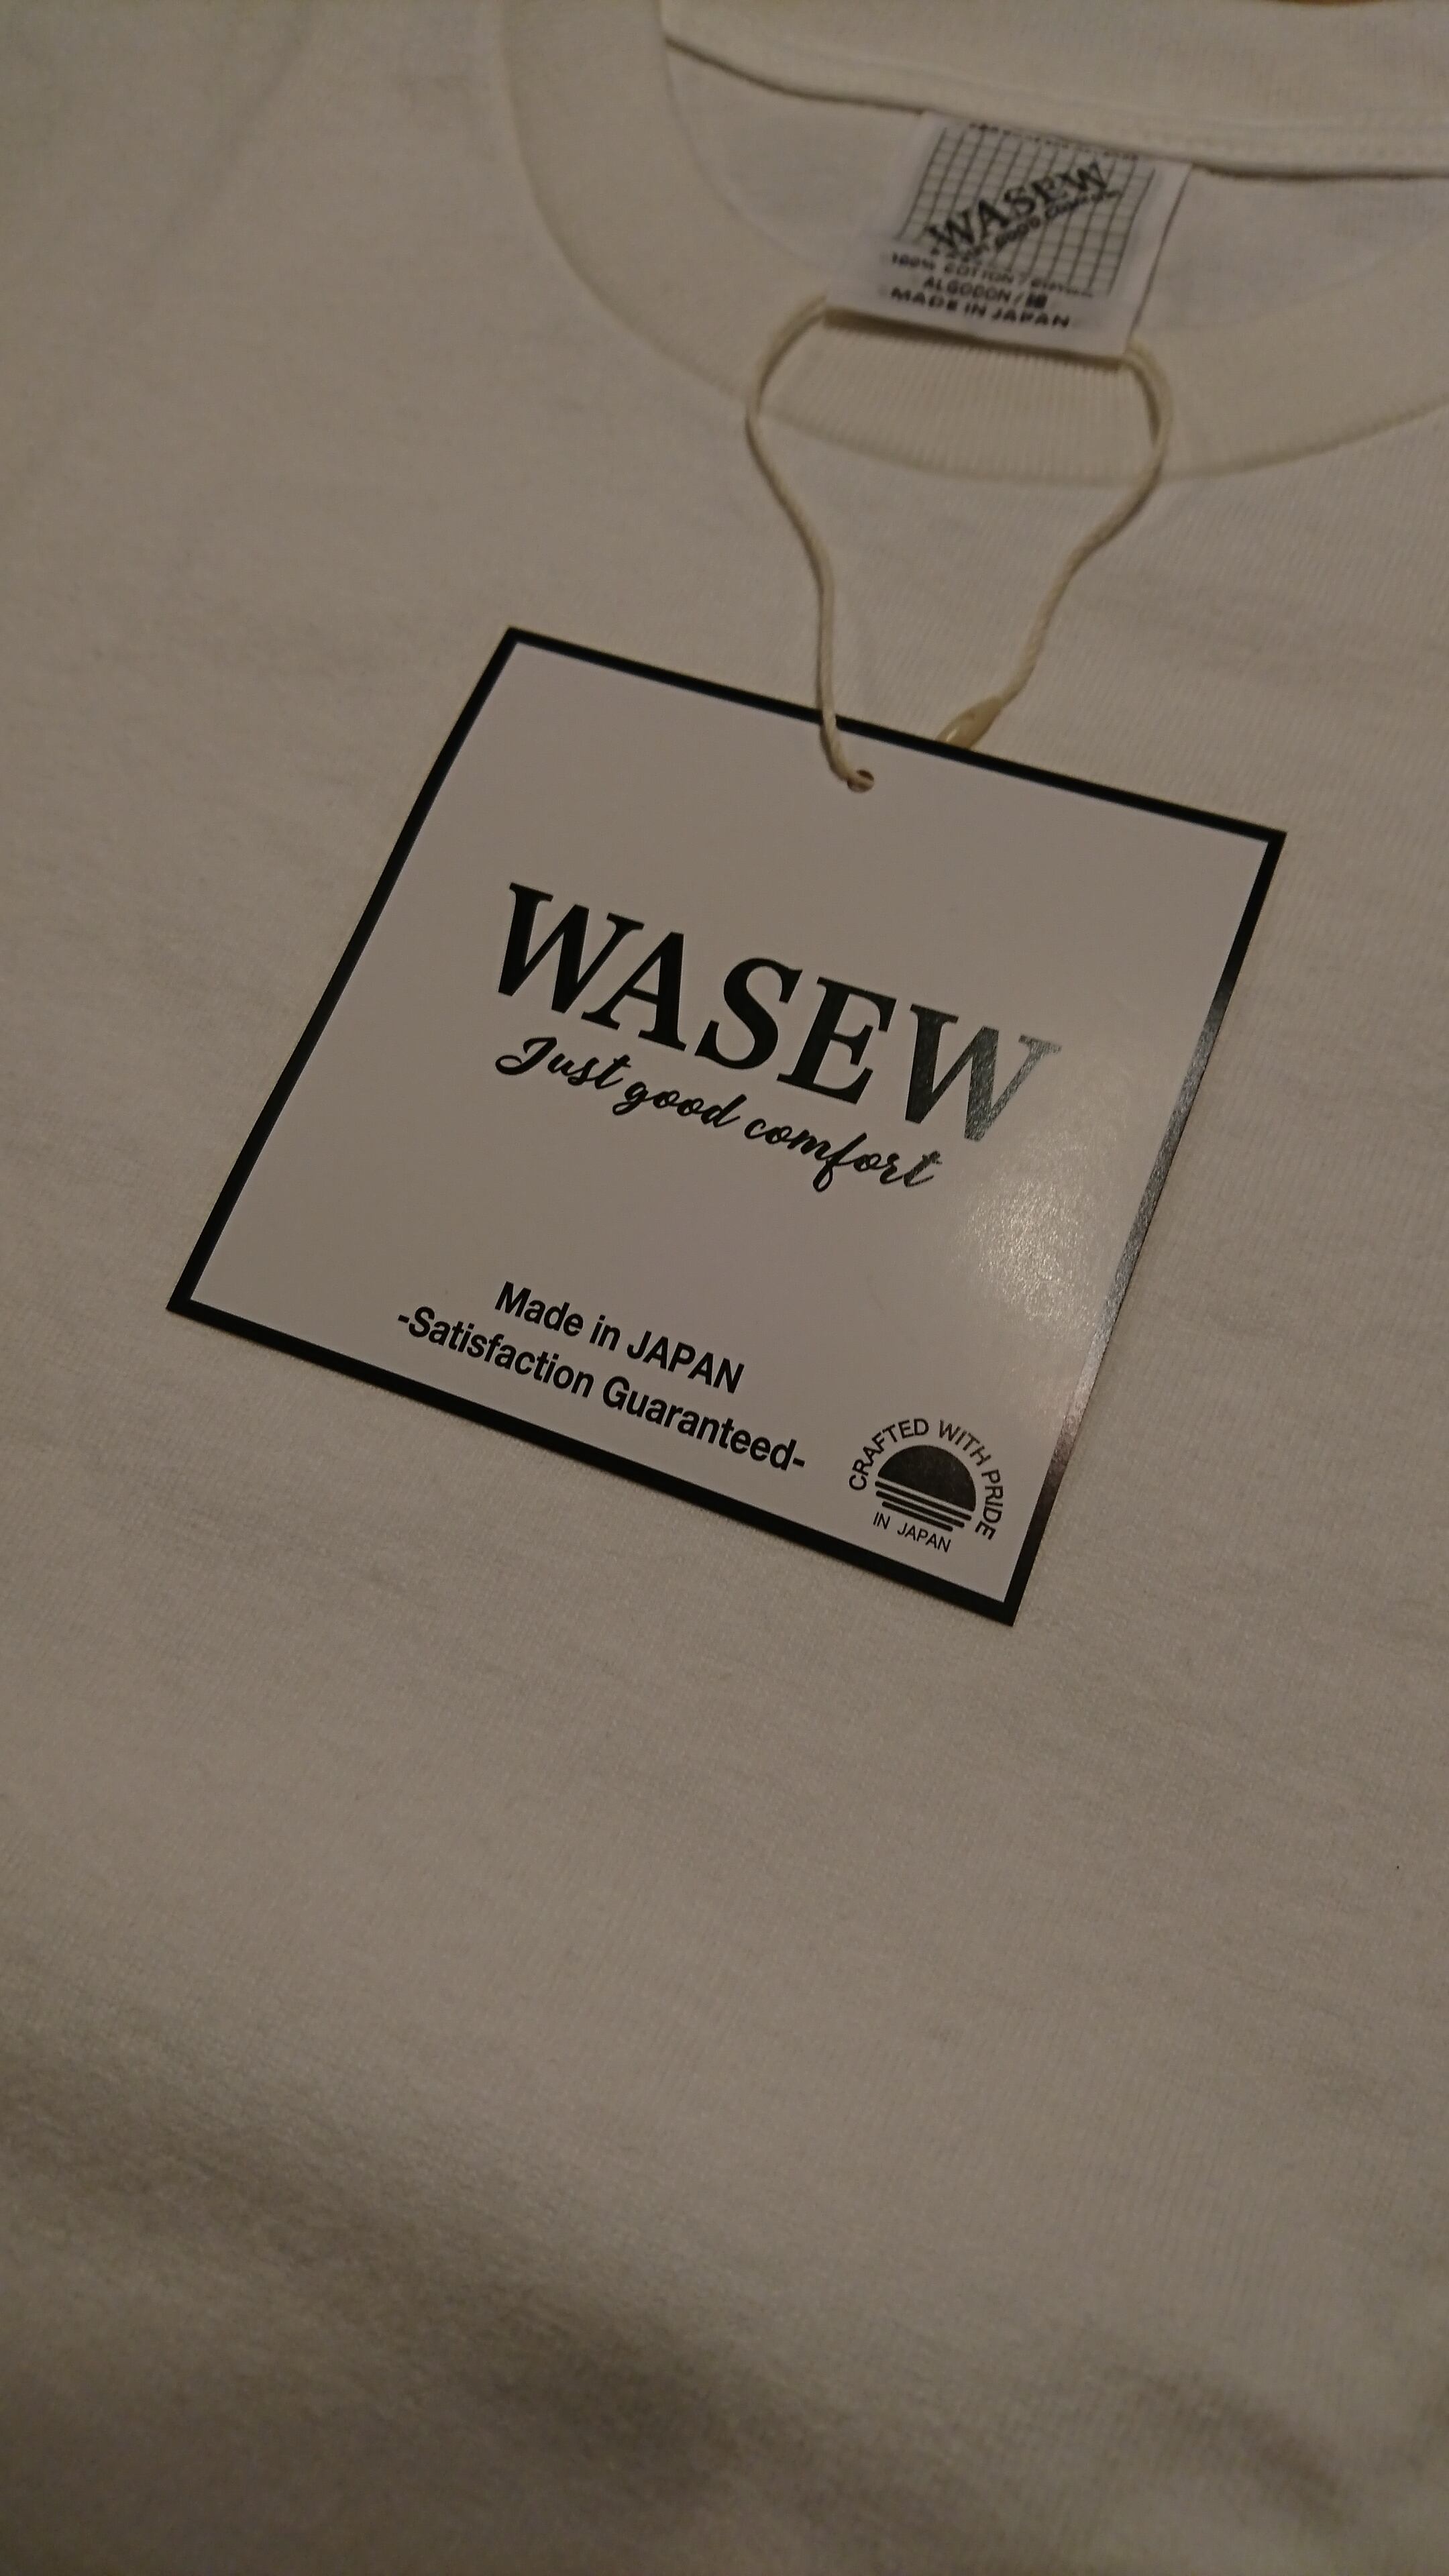 WASEW
100% COTTON /
ALGODON / 綿
MADE IN JAPAN
WASEW
Just good comfort
Made in JAPAN
-Satisfaction Guaranteed-
CRAFTED WITH PRIDE
IN JAPAN